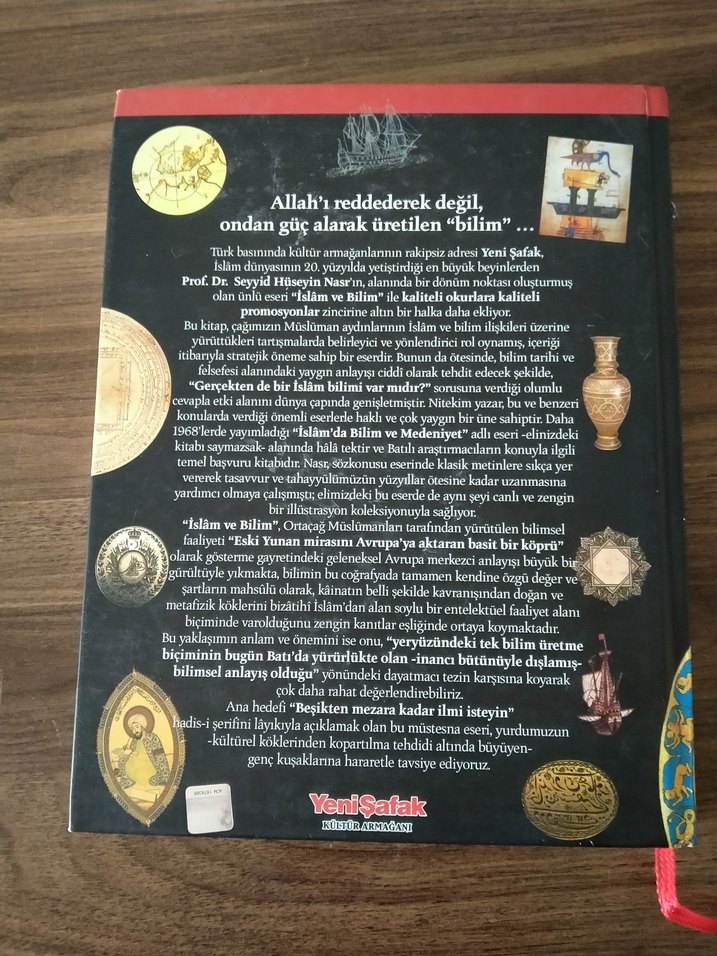 Allah'ı reddederek değil,
ondan güç alarak üretilen “bilim” …
Türk basınında kültür armağanlarının rakipsiz adresi Yeni Şafak,
İslâm dünyasının 20. yüzyılda yetiştirdiği en büyük beyinlerden
Prof. Dr. Seyyid Hüseyin Nasr'ın, alanında bir dönüm noktası oluşturmuş
olan ünlü eseri “İslâm ve Bilim” ile kaliteli okurlara kaliteli
promosyonlar zincirine altın bir halka daha ekliyor.
Bu kitap, çağımızın Müslüman aydınlarının İslâm ve bilim ilişkileri üzerine
yürüttükleri tartışmalarda belirleyici ve yönlendirici rol oynamış, içeriği
itibarıyla stratejik öneme sahip bir eserdir. Bunun da ötesinde, bilim tarihi ve
felsefesi alanındaki yaygın anlayışı ciddî olarak tehdit edecek şekilde,
“Gerçekten de bir İslâm bilimi var mıdır?” sorusuna verdiği olumlu
cevapla etki alanını dünya çapında genişletmiştir. Nitekim yazar, bu ve benzeri
konularda verdiği önemli eserlerle haklı ve çok yaygın bir üne sahiptir. Daha
1968'lerde yayımladığı “İslâm'da Bilim ve Medeniyet” adlı eseri -elinizdeki
kitabı saymazsak- alanında hâlâ tektir ve Batılı araştırmacıların konuyla ilgili
temel başvuru kitabıdır. Nasr, sözkonusu eserinde klasik metinlere sıkça yer
vererek tasavvur ve tahayyülümüzün yüzyıllar ötesine kadar uzanmasına
yardımcı olmaya çalışmıştı; elimizdeki bu eserde de aynı şeyi canlı ve zengin
bir illüstrasyon koleksiyonuyla sağlıyor.
“İslâm ve Bilim”, Ortaçağ Müslümanları tarafından yürütülen bilimsel
faaliyeti “Eski Yunan mirasını Avrupa'ya aktaran basit bir köprü”
olarak gösterme gayretindeki geleneksel Avrupa merkezci anlayışı büyük bir
gürültüyle yıkmakta, bilimin bu coğrafyada tamamen kendine özgü değer ve
şartların mahsûlü olarak, kâinatın belli şekilde kavranışından doğan ve
metafizik köklerini bizâtihî İslâm'dan alan soylu bir entelektüel faaliyet alanı
biçiminde varolduğunu zengin kanıtlar eşliğinde ortaya koymaktadır.
Bu yaklaşımın anlam ve önemini ise onu, “yeryüzündeki tek bilim üretme
biçiminin bugün Batı'da yürürlükte olan -inancı bütünüyle dışlamış-
bilimsel anlayış olduğu” yönündeki dayatmacı tezin karşısına koyarak
çok daha rahat değerlendirebiliriz.
Ana hedefi “Beşikten mezara kadar ilmi isteyin”
hadis-i şerifini lâyıkıyla açıklamak olan bu müstesna eseri, yurdumuzun
-kültürel köklerinden kopartılma tehdidi altında büyüyen-
genç kuşaklarına hararetle tavsiye ediyoruz.
Yeni Şafak
KÜLTÜR ARMAĞANI